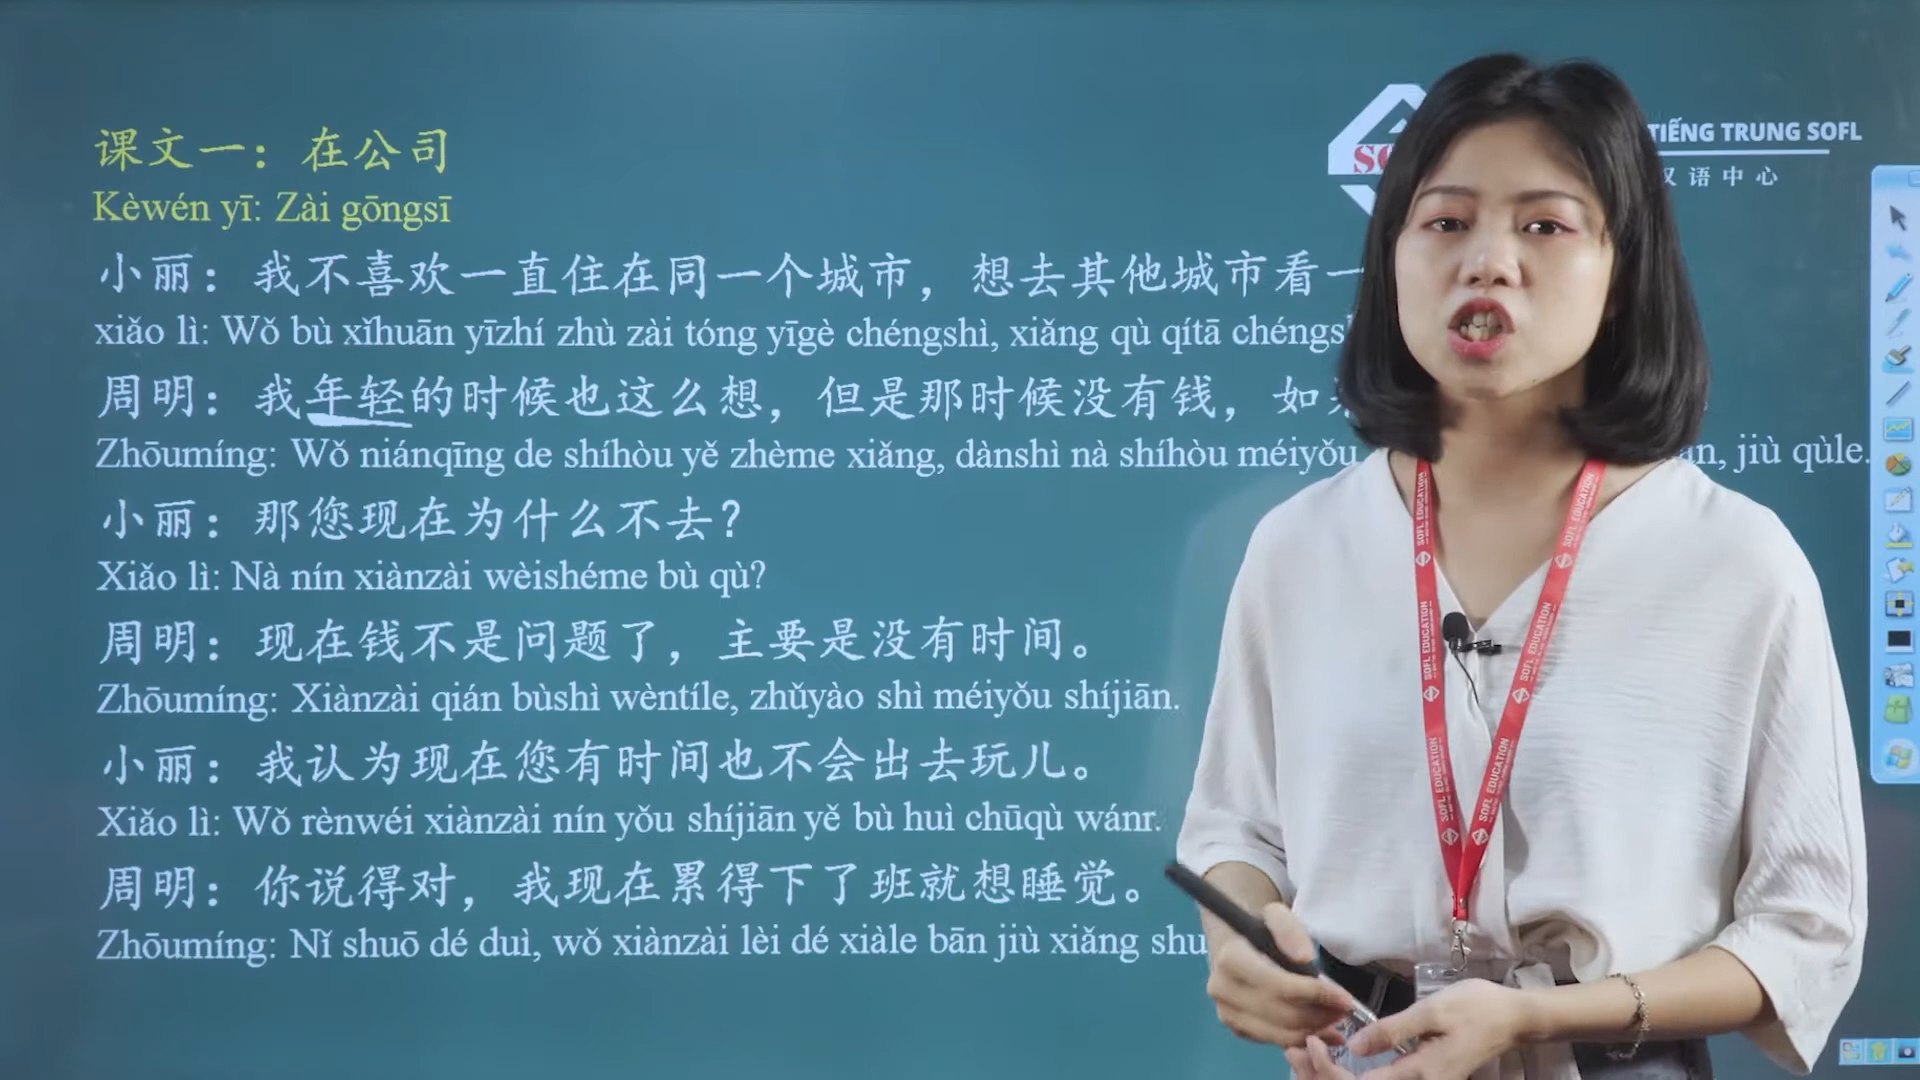 TIẾNG TRUNG SOFL
汉语中心
课文一：在公司
Kèwén yī: Zài gōngsī
小丽：我不喜欢一直住在同一个城市，想去其他城市看一
xiǎo lì: Wǒ bù xǐhuān yīzhí zhù zài tóng yīgè chéngshì, xiǎng qù qítā
周明：我年轻的时候也这么想，但是那时候没有钱，如
Zhōumíng: Wǒ niánqīng de shíhòu yě zhème xiǎng, dànshì nà shíhòu méiyǒu jiù qùle.
小丽：那您现在为什么不去？
Xiǎo lì: Nà nín xiànzài wèishéme bù qù?
周明：现在钱不是问题了，主要是没有时间。
Zhōumíng: Xiànzài qián bùshì wèntíle, zhǔyào shì méiyǒu shíjiān.
小丽：我认为现在您有时间也不会出去玩儿。
Xiǎo lì: Wǒ rènwéi xiànzài nín yǒu shíjiān yě bù huì chūqù wánr.
周明：你说得对，我现在累得下了班就想睡觉。
Zhōumíng: Nǐ shuō dé duì, wǒ xiànzài lèi dé xiàle bān jiù xiǎng
SOFL EDUCATION
SOFL EDUCATION
SOFL EDUCATION
SOFL EDUCATION
SOFL EDUCATION
SOFL EDUCATION